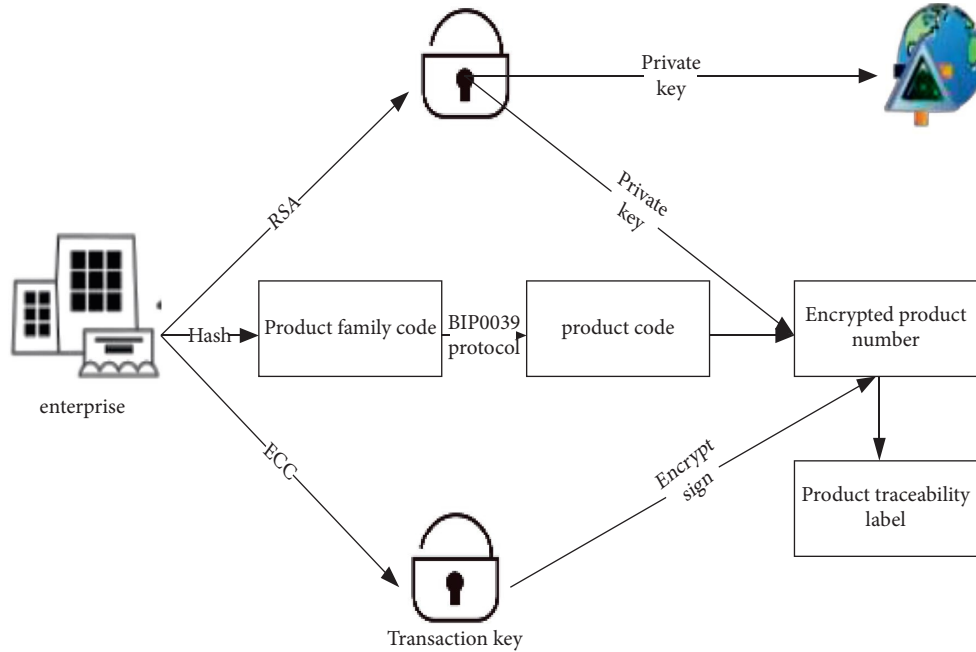 Private
key
RSA
Private
key
Hash
Product family code
BIP0039
protocol
product code
Encrypted product
number
enterprise
ECC
Encrypt
sign
Product traceability
label
Transaction key